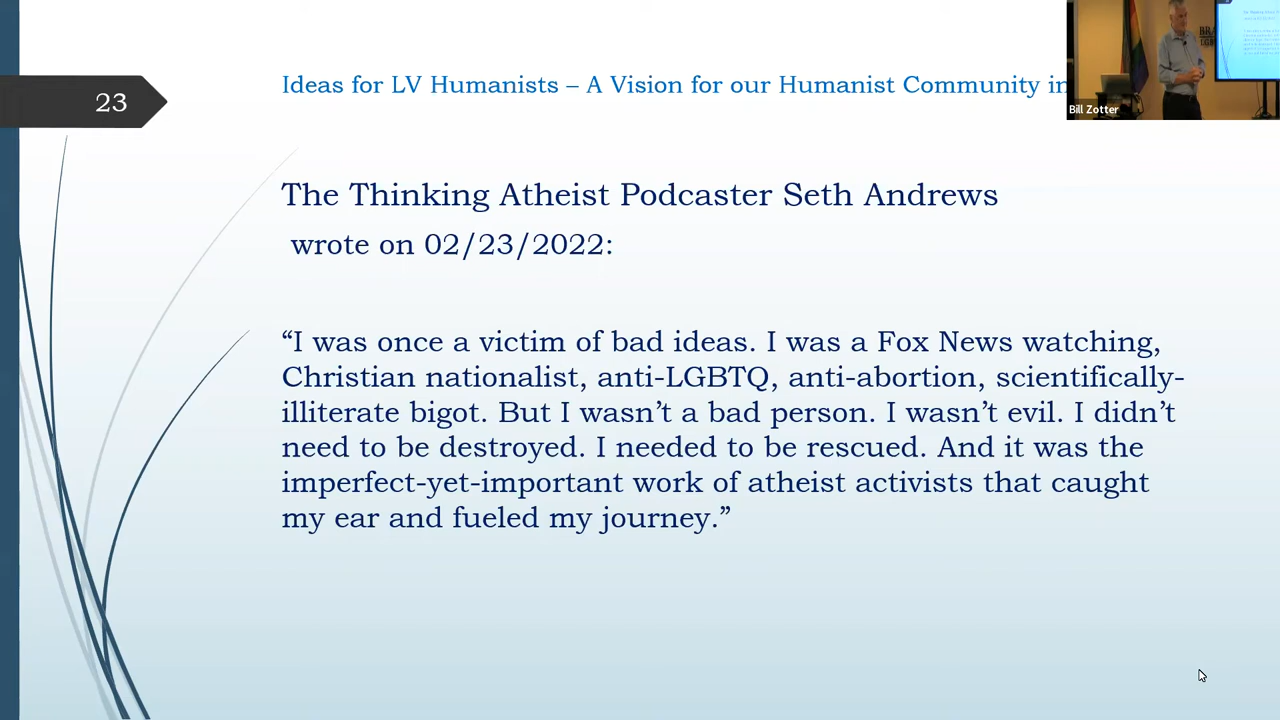 23
Ideas for LV Humanists – A Vision for our Humanist Community in
Bill Zotter
The Thinking Atheist Podcaster Seth Andrews
wrote on 02/23/2022:
“I was once a victim of bad ideas. I was a Fox News watching,
Christian nationalist, anti-LGBTQ, anti-abortion, scientifically-
illiterate bigot. But I wasn’t a bad person. I wasn’t evil. I didn’t
need to be destroyed. I needed to be rescued. And it was the
imperfect-yet-important work of atheist activists that caught
my ear and fueled my journey.”